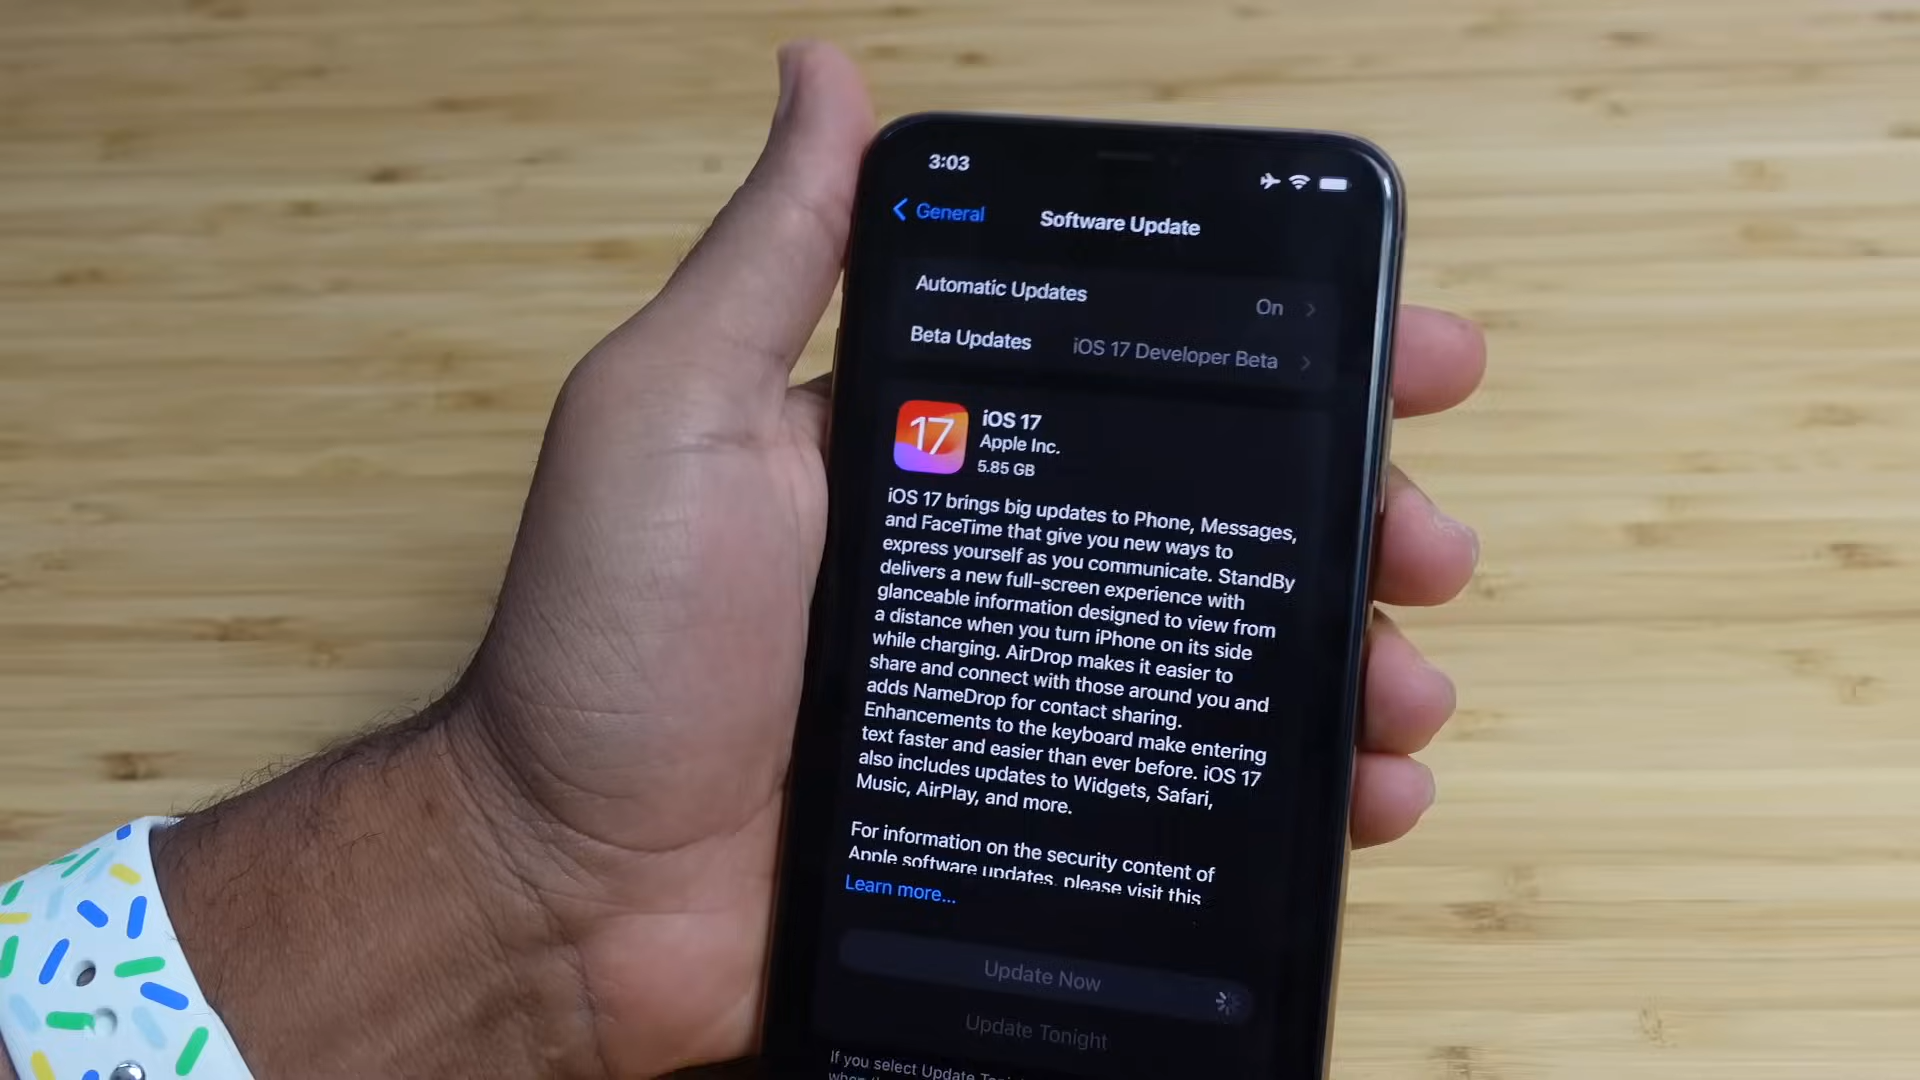 3:03
General
Software Update
Automatic Updates
On
Beta Updates
iOS 17 Developer Beta
17
iOS 17
Apple Inc.
5.85 GB
iOS 17 brings big updates to Phone, Messages,
and FaceTime that give you new ways to
express yourself as you communicate. StandBy
delivers a new full-screen experience with
glanceable information designed to view from
a distance when you turn iPhone on its side
while charging. AirDrop makes it easier to
share and connect with those around you and
adds NameDrop for contact sharing.
Enhancements to the keyboard make entering
text faster and easier than ever before. iOS 17
also includes updates to Widgets, Safari,
Music, AirPlay, and more.
For information on the security content of
Apple software updates, please visit this
Learn more...
Update Now
Update Tonight
If you select Update